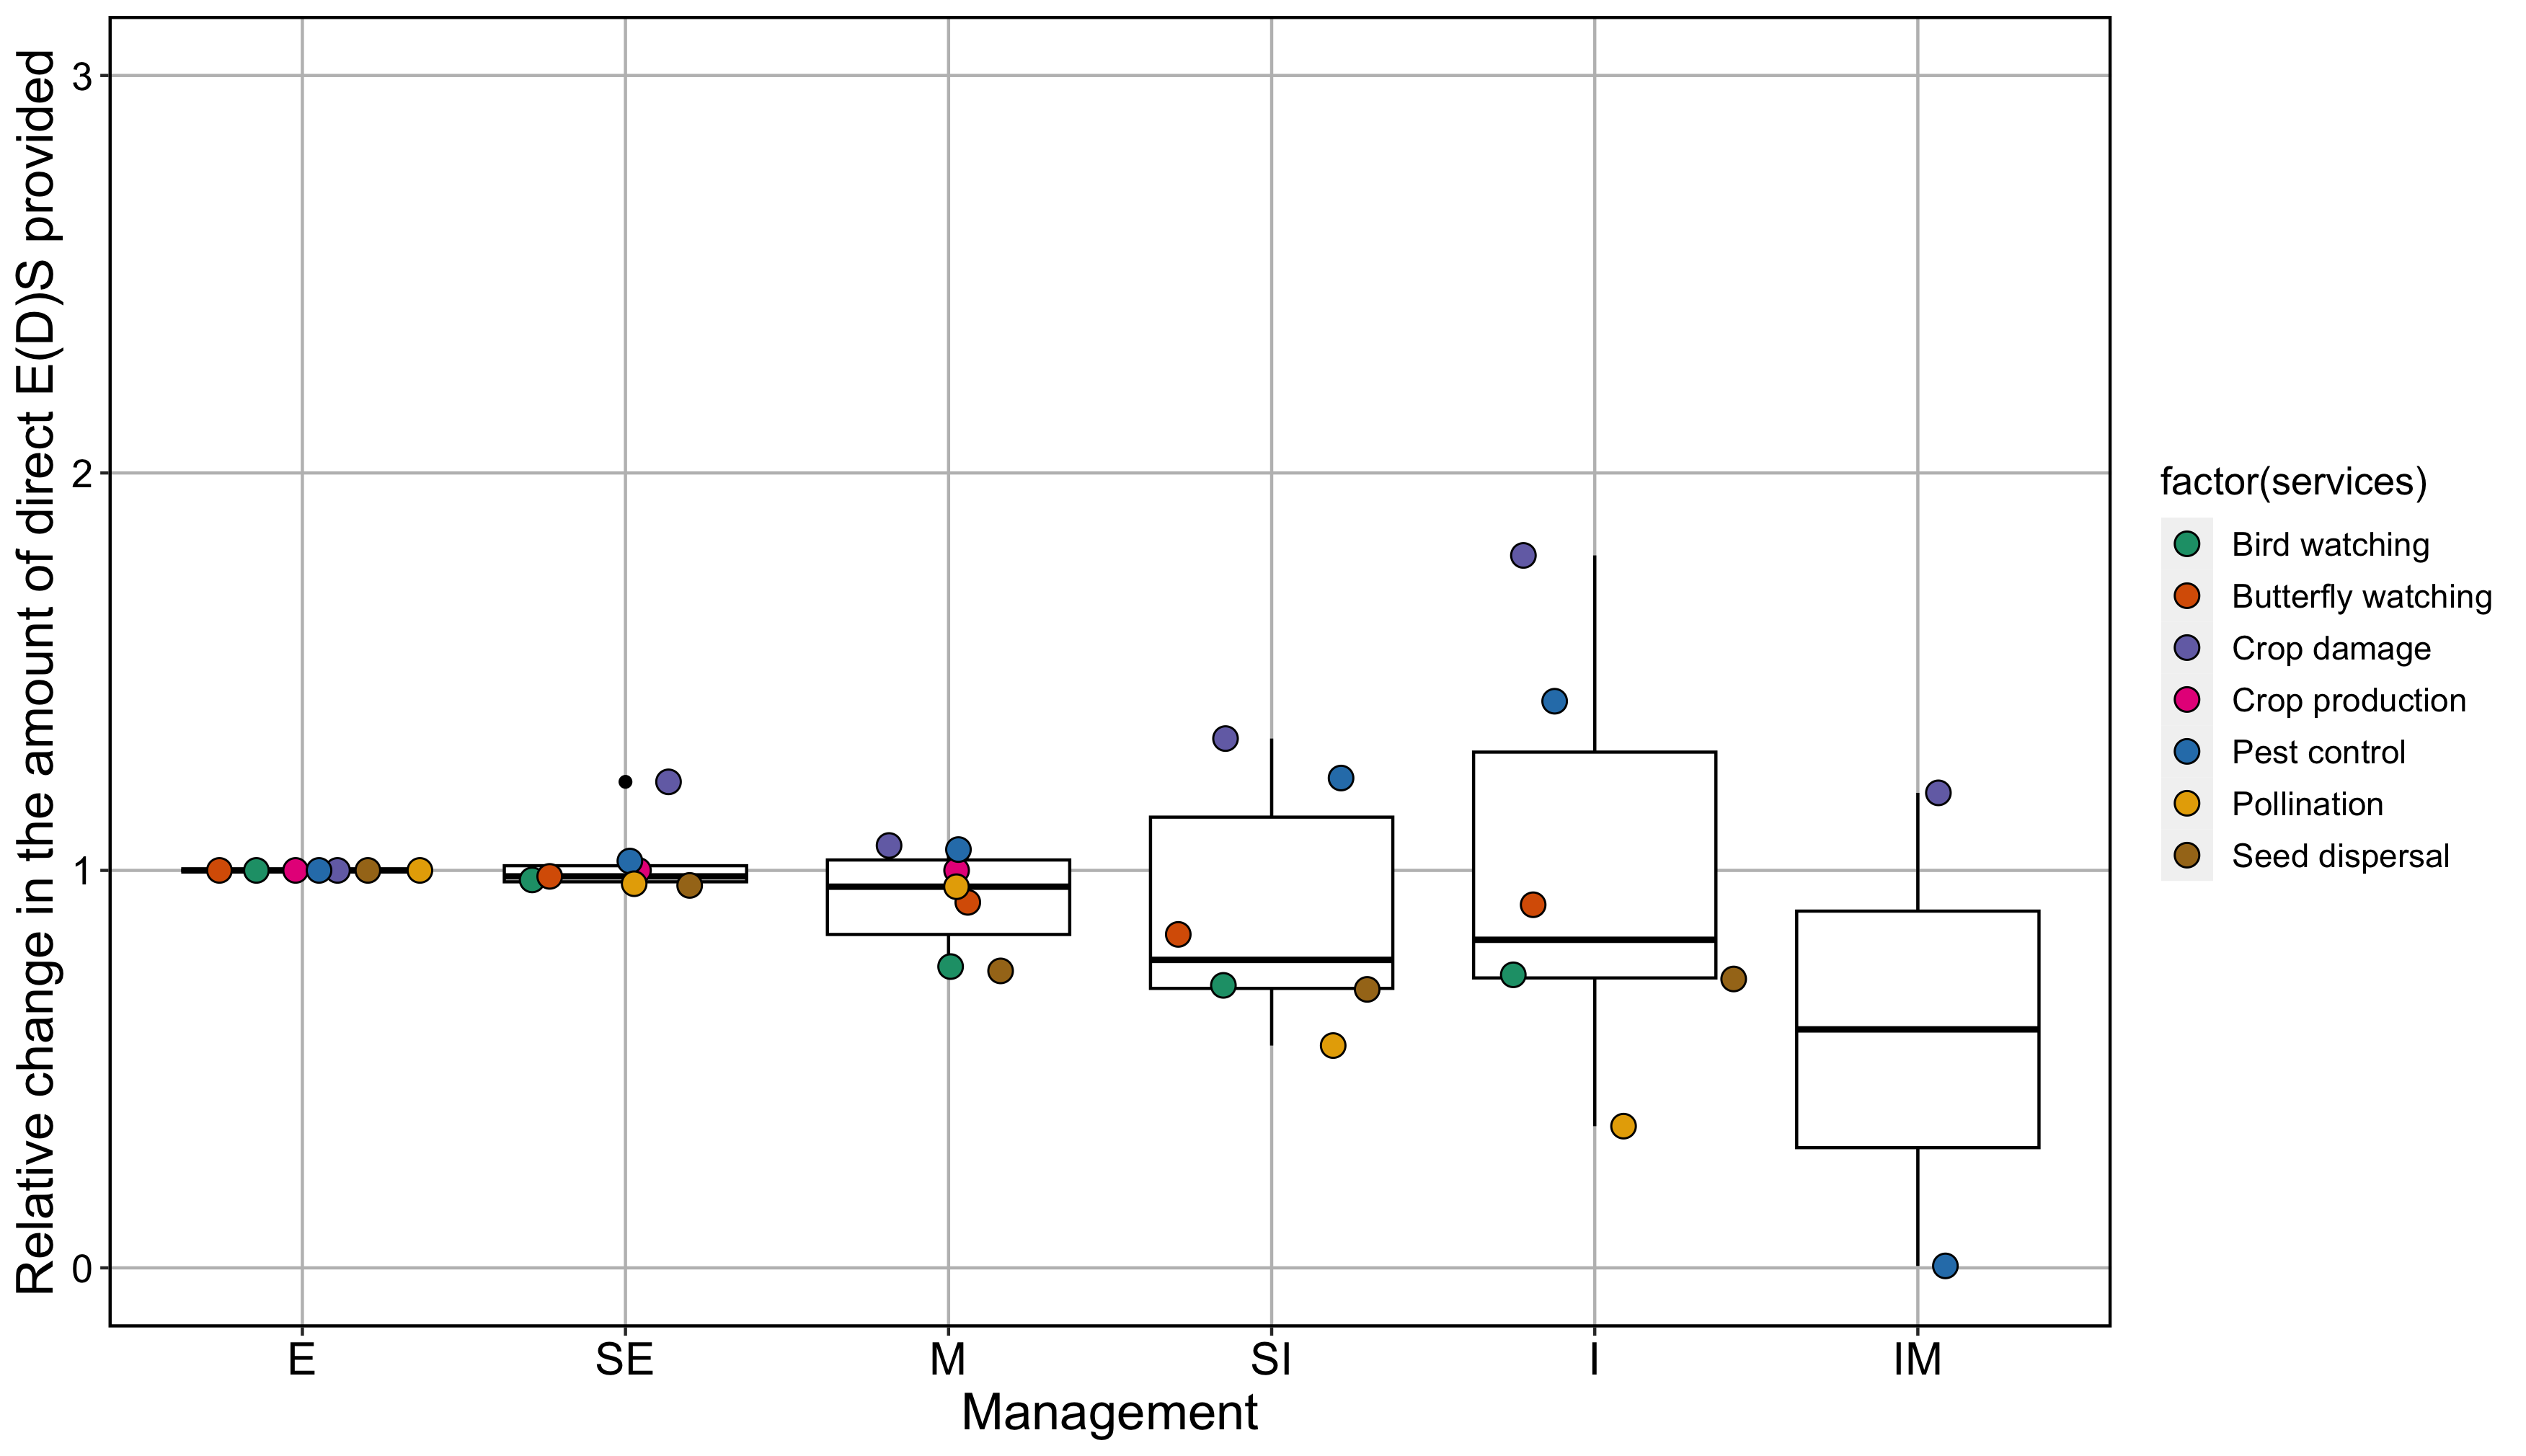 Relative change in the amount of direct E(D)S provided
3
2
1
0
E SE M SI I IM
Management
factor(services)
Bird watching
Butterfly watching
Crop damage
Crop production
Pest control
Pollination
Seed dispersal